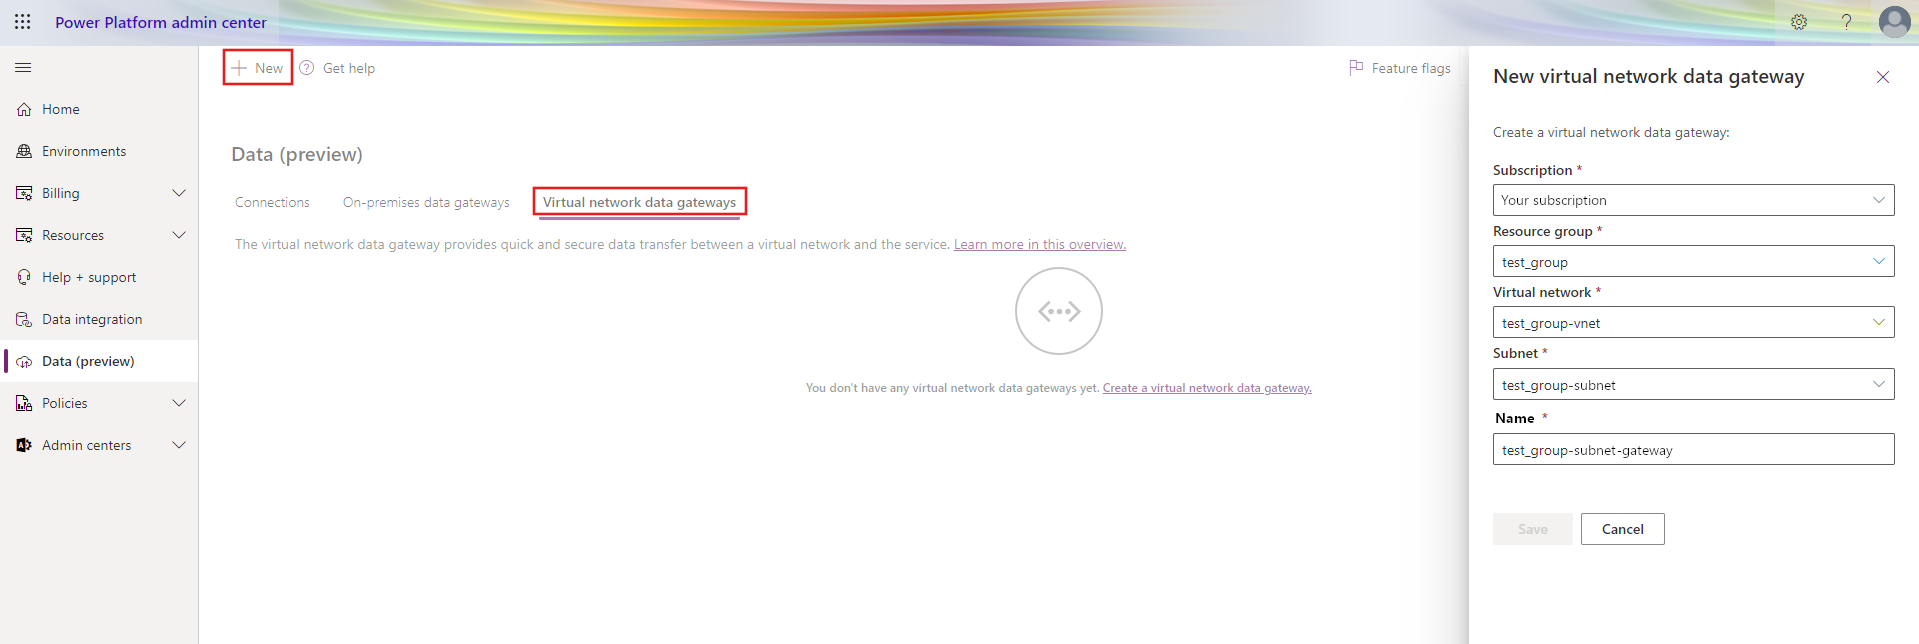 Power Platform admin center
?
New
Get help
Feature flags
Home
Environments
Billing
Resources
Help + support
Data integration
Data (preview)
Policies
Admin centers
Data (preview)
Connections
On-premises data gateways
Virtual network data gateways
The virtual network data gateway provides quick and secure data transfer between a virtual network and the service. Learn more in this overview.
You don't have any virtual network data gateways yet. Create a virtual network data gateway.
New virtual network data gateway
Create a virtual network data gateway:
Subscription *
Your subscription
Resource group *
test_group
Virtual network *
test_group-vnet
Subnet *
test_group-subnet
Name *
test_group-subnet-gateway
Save
Cancel